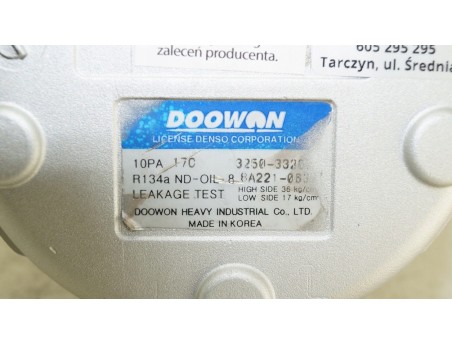 zaleceń producenta.
605 295 295
Tarczyn, ul. Średnia
DOOWON
LICENSE DENSO CORPORATION
10PA 17C
R134a ND-OIL 8
HIGH SIDE 36 kg/cm
LEAKAGE TEST LOW SIDE 17 kg/cm
DOOWON HEAVY INDUSTRIAL Co., LTD.
MADE IN KOREA